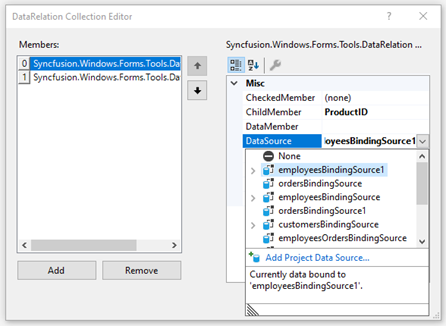 DataRelation Collection Editor
?
Members:
0 Syncfusion.Windows.Forms.Tools.Da
1 Syncfusion.Windows.Forms.Tools.Da
Add Remove
Syncfusion.Windows.Forms.Tools.DataRelation ...
Misc
CheckedMember (none)
ChildMember ProductID
DataMember
DataSource oyeesBindingSource1
None
employeesBindingSource1
ordersBindingSource
employeesBindingSource
ordersBindingSource1
customersBindingSource
employeesOrdersBindingSource
Add Project Data Source...
Currently data bound to
'employeesBindingSource1'.